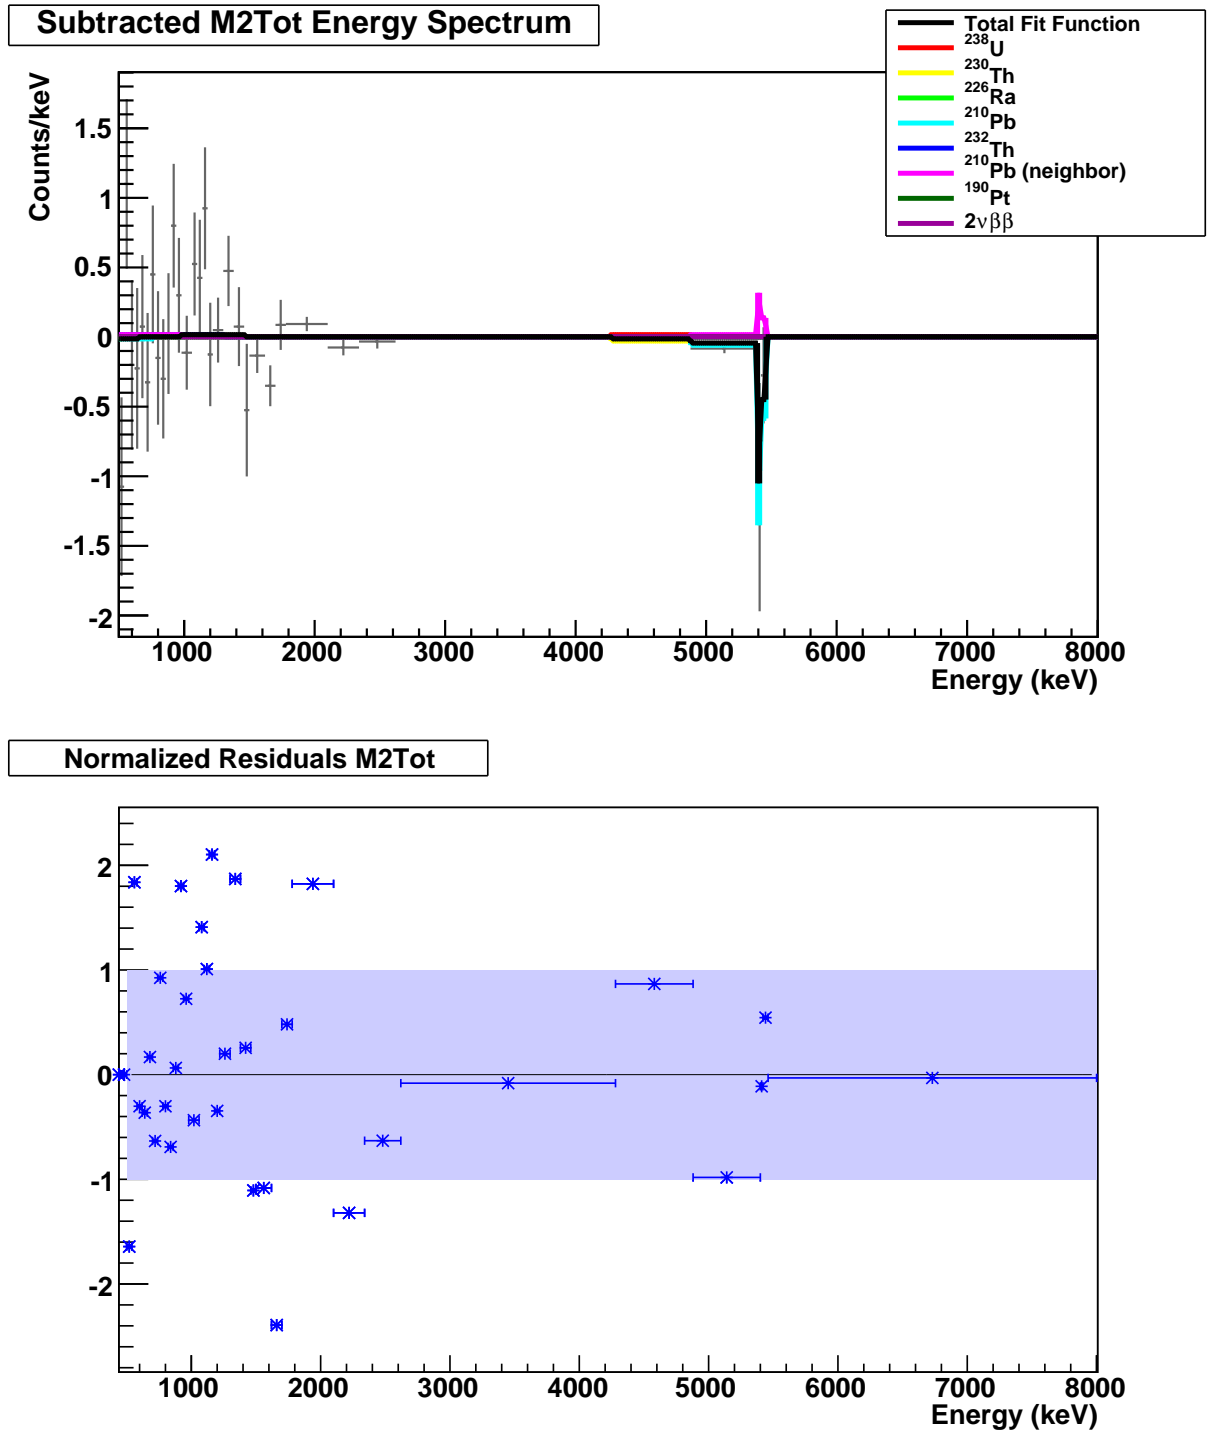 Subtracted M2Tot Energy Spectrum
Total Fit Function
²³⁸U
²³⁰Th
²²⁶Ra
²¹⁰Pb
²³²Th
²¹⁰Pb (neighbor)
¹⁹⁰Pt
2νββ
Counts/keV
1.5
1
0.5
0
-0.5
-1
-1.5
-2
1000 2000 3000 4000 5000 6000 7000 8000
Energy (keV)
Normalized Residuals M2Tot
2
1
0
-1
-2
1000 2000 3000 4000 5000 6000 7000 8000
Energy (keV)